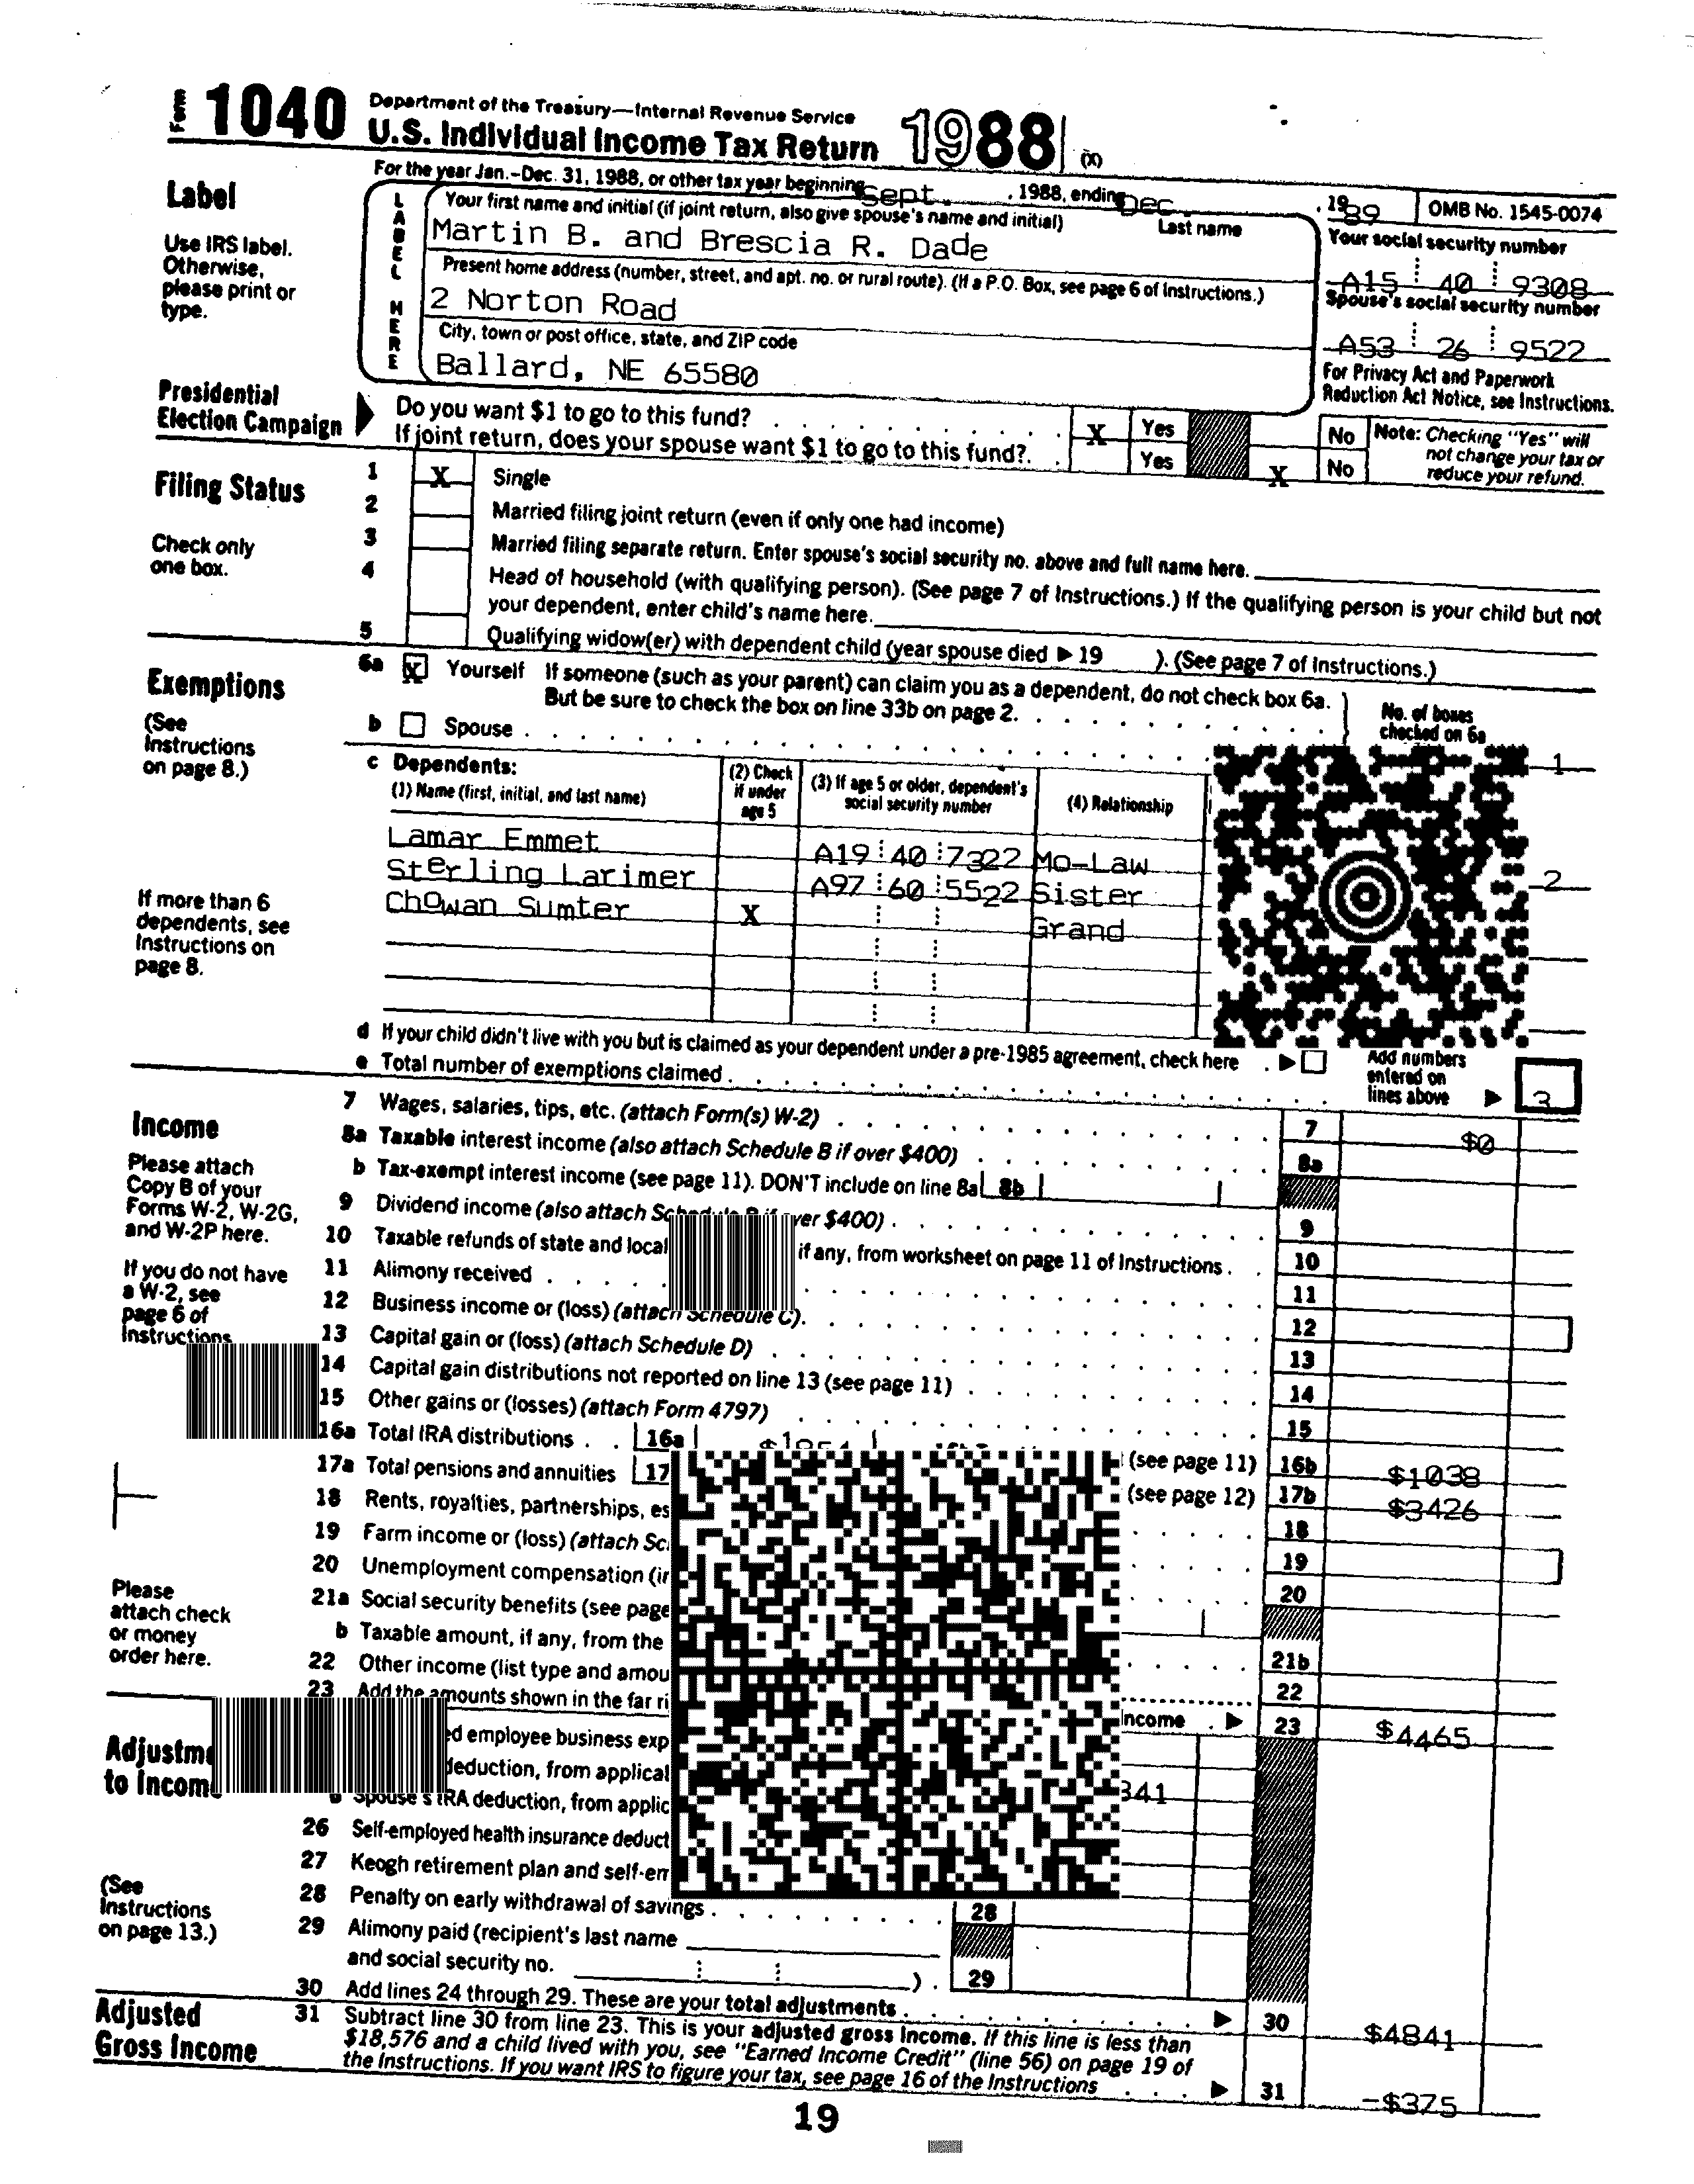 Form 1040 Department of the Treasury—Internal Revenue Service
U.S. Individual Income Tax Return 1988 (X)
For the year Jan.–Dec. 31, 1988, or other tax year beginning Sept. , 1988, ending Dec. , 1989 OMB No. 1545-0074
Label
Use IRS label.
Otherwise,
please print or
type.
LABEL HERE
Your first name and initial (if joint return, also give spouse's name and initial) Last name
Martin B. and Brescia R. Dade
Your social security number
A15 40 9308
Present home address (number, street, and apt. no. or rural route). (If a P.O. Box, see page 6 of Instructions.)
2 Norton Road
Spouse's social security number
A53 26 9522
City, town or post office, state, and ZIP code
Ballard, NE 65580
For Privacy Act and Paperwork
Reduction Act Notice, see Instructions.
Presidential
Election Campaign
Do you want $1 to go to this fund? X Yes No
If joint return, does your spouse want $1 to go to this fund? Yes X No
Note: Checking "Yes" will
not change your tax or
reduce your refund.
Filing Status
Check only
one box.
1 X Single
2 Married filing joint return (even if only one had income)
3 Married filing separate return. Enter spouse's social security no. above and full name here.
4 Head of household (with qualifying person). (See page 7 of Instructions.) If the qualifying person is your child but not
your dependent, enter child's name here.
5 Qualifying widow(er) with dependent child (year spouse died ▶ 19 ). (See page 7 of Instructions.)
Exemptions
(See
Instructions
on page 8.)
6a X Yourself If someone (such as your parent) can claim you as a dependent, do not check box 6a.
But be sure to check the box on line 33b on page 2.
b Spouse
No. of boxes
checked on 6a
1
c Dependents:
(1) Name (first, initial, and last name)
(2) Check
if under
age 5
(3) If age 5 or older, dependent's
social security number
(4) Relationship
Lamar Emmet A19 40 7322 Mo-Law
Sterling Larimer A97 60 5522 Sister
Chowan Sumter X Grand
2
If more than 6
dependents, see
Instructions on
page 8.
d If your child didn't live with you but is claimed as your dependent under a pre-1985 agreement, check here ▶
e Total number of exemptions claimed
Add numbers
entered on
lines above ▶ 3
Income
Please attach
Copy B of your
Forms W-2, W-2G,
and W-2P here.
If you do not have
a W-2, see
page 6 of
Instructions
7 Wages, salaries, tips, etc. (attach Form(s) W-2) 7 $0
8a Taxable interest income (also attach Schedule B if over $400) 8a
b Tax-exempt interest income (see page 11). DON'T include on line 8a 8b
9 Dividend income (also attach Schedule B if over $400) 9
10 Taxable refunds of state and local if any, from worksheet on page 11 of Instructions 10
11 Alimony received 11
12 Business income or (loss) (attach Schedule C) 12
13 Capital gain or (loss) (attach Schedule D) 13
14 Capital gain distributions not reported on line 13 (see page 11) 14
15 Other gains or (losses) (attach Form 4797) 15
16a Total IRA distributions 16a (see page 11) 16b $1038
17a Total pensions and annuities 17 (see page 12) 17b $3426
18 Rents, royalties, partnerships, 18
19 Farm income or (loss) (attach 19
20 Unemployment compensation 20
21a Social security benefits (see page
b Taxable amount, if any, from the 21b
22 Other income (list type and 22
23 Add the amounts shown in the far income ▶ 23 $4465
Please
attach check
or money
order here.
Adjustments
to Income
(See
Instructions
on page 13.)
employee business
deduction, from
b Spouse's IRA deduction, from 841
26 Self-employed health insurance
27 Keogh retirement plan and
28 Penalty on early withdrawal of savings 28
29 Alimony paid (recipient's last name
and social security no. ) 29
30 Add lines 24 through 29. These are your total adjustments ▶ 30 $4841
Adjusted
Gross Income
31 Subtract line 30 from line 23. This is your adjusted gross income. If this line is less than
$18,576 and a child lived with you, see "Earned Income Credit" (line 56) on page 19 of
the Instructions. If you want IRS to figure your tax, see page 16 of the Instructions ▶ 31 -$375
19